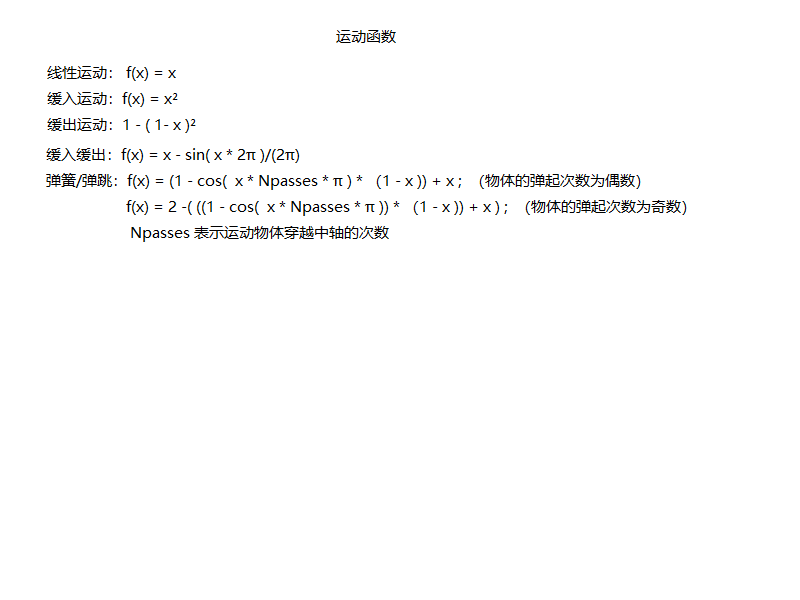 运动函数
线性运动： f(x) = x
缓入运动：f(x) = x²
缓出运动：1 - ( 1- x )²
缓入缓出：f(x) = x - sin( x * 2π )/(2π)
弹簧/弹跳：f(x) = (1 - cos(  x * Npasses * π ) * （1 - x )) + x ; （物体的弹起次数为偶数）
f(x) = 2 -( ((1 - cos(  x * Npasses * π )) * （1 - x )) + x ) ; （物体的弹起次数为奇数）
Npasses 表示运动物体穿越中轴的次数